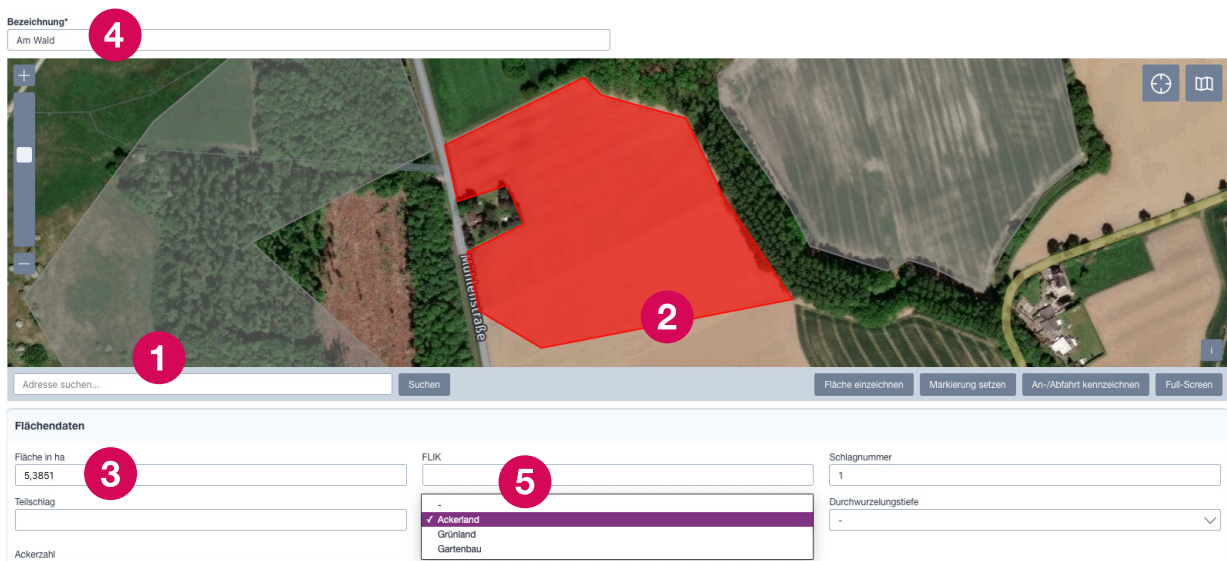 Bezeichnung*
Am Wald
4
+
Mühlenstraße
2
−
1
i
Adresse suchen...
Suchen
Fläche einzeichnen
Markierung setzen
An-/Abfahrt kennzeichnen
Full-Screen
Flächendaten
Fläche in ha
FLIK
Schlagnummer
5,3851
3
5
1
Teilschlag
Durchwurzelungstiefe
-
✓ Ackerland
Grünland
Gartenbau
-
Ackerzahl